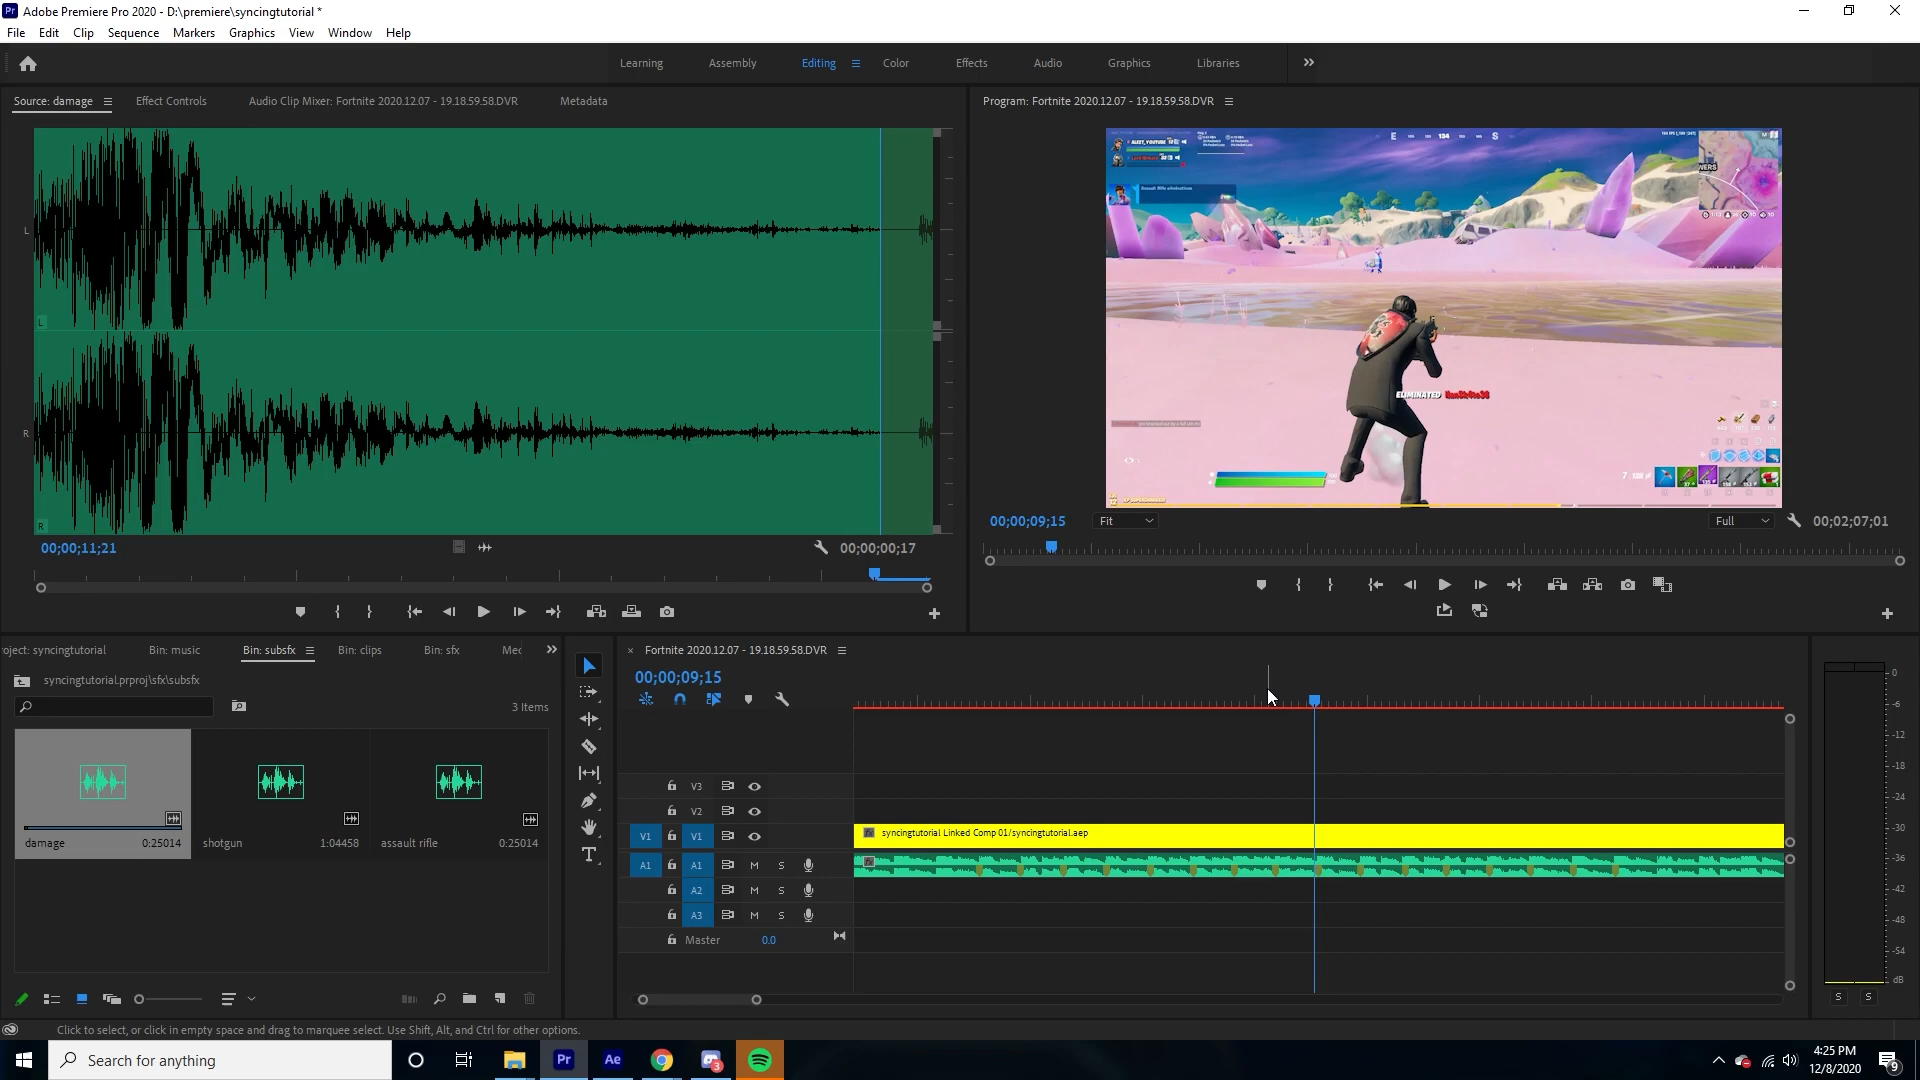 Adobe Premiere Pro 2020 - D:\premiere\syncingtutorial *
File Edit Clip Sequence Markers Graphics View Window Help
Learning Assembly Editing Color Effects Audio Graphics Libraries
Source: damage Effect Controls Audio Clip Mixer: Fortnite 2020.12.07 - 19.18.59.58.DVR Metadata
Program: Fortnite 2020.12.07 - 19.18.59.58.DVR
L
L
R
R
E 134 S
ELIMINATED
00;00;11;21
00;00;00;17
00;00;09;15 Fit Full 00;02;07;01
oject: syncingtutorial Bin: music Bin: subsfx Bin: clips Bin: sfx Mec
syncingtutorial.prproj\sfx\subsfx
3 Items
damage 0:25014
shotgun 1:04458
assault rifle 0:25014
Fortnite 2020.12.07 - 19.18.59.58.DVR
00;00;09;15
V3
V2
V1 V1
syncingtutorial Linked Comp 01/syncingtutorial.aep
A1 A1 M S
A2 M S
A3 M S
Master 0.0
0
-6
-12
-18
-24
-30
-36
-42
-48
-54
dB
S S
Click to select, or click in empty space and drag to marquee select. Use Shift, Alt, and Ctrl for other options.
Search for anything
Pr
Ae
3
4:25 PM
12/8/2020
9